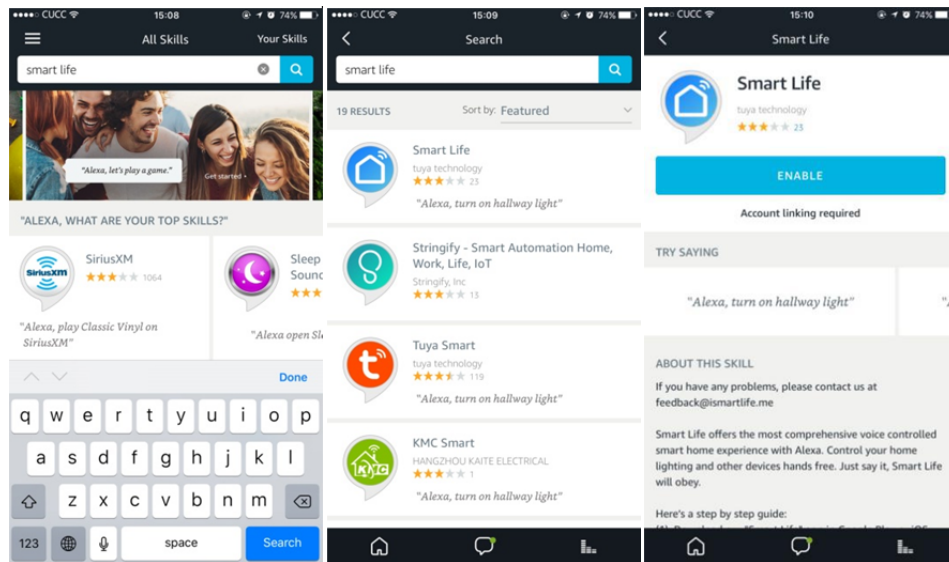 CUCC 15:08 74%
All Skills Your Skills
smart life
"Alexa, let's play a game."
Get started
"ALEXA, WHAT ARE YOUR TOP SKILLS?"
SiriusXM
SiriusXM
1064
"Alexa, play Classic Vinyl on
SiriusXM"
Sleep
Sounc
"Alexa open Sle
Done
q w e r t y u i o p
a s d f g h j k l
z x c v b n m
123 space Search
CUCC 15:09 74%
Search
smart life
19 RESULTS Sort by: Featured
Smart Life
tuya technology
23
"Alexa, turn on hallway light"
Stringify - Smart Automation Home,
Work, Life, IoT
Stringify, Inc
13
Tuya Smart
tuya technology
119
"Alexa, turn on hallway light"
KMC
KMC Smart
HANGZHOU KAITE ELECTRICAL
1
"Alexa, turn on hallway light"
CUCC 15:10 74%
Smart Life
Smart Life
tuya technology
23
ENABLE
Account linking required
TRY SAYING
"Alexa, turn on hallway light"
ABOUT THIS SKILL
If you have any problems, please contact us at
feedback@ismartlife.me
Smart Life offers the most comprehensive voice controlled
smart home experience with Alexa. Control your home
lighting and other devices hands free. Just say it, Smart Life
will obey.
Here's a step by step guide: